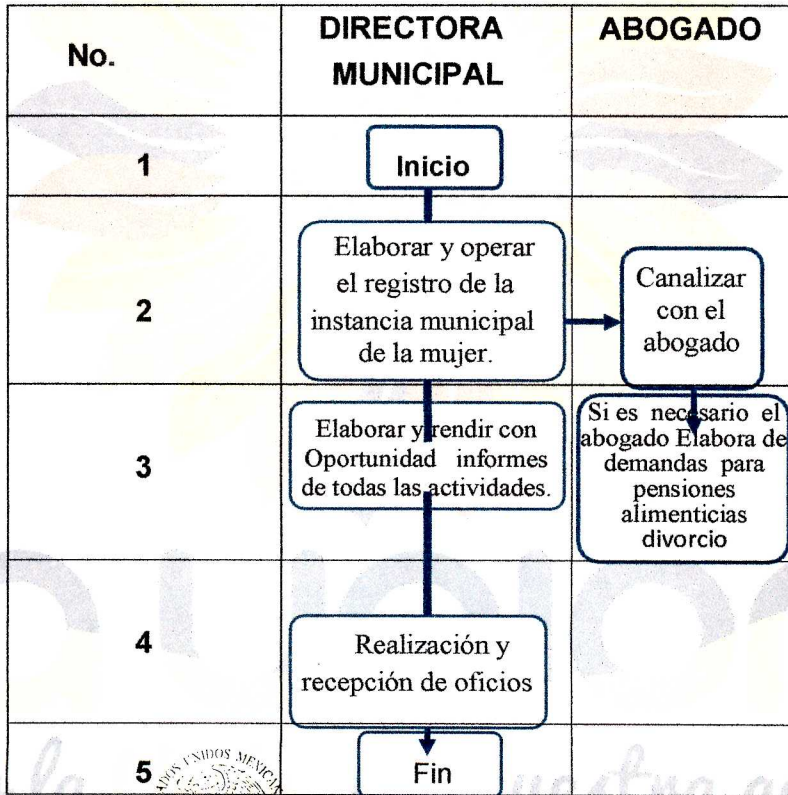 No.
DIRECTORA
MUNICIPAL
ABOGADO
1
Inicio
2
Elaborar y operar
el registro de la
instancia municipal
de la mujer.
Canalizar
con el
abogado
3
Elaborar y rendir con
Oportunidad informes
de todas las actividades.
Si es necesario el
abogado Elabora de
demandas para
pensiones
alimenticias
divorcio
4
Realización y
recepción de oficios
5
UNIDOS
Fin
la